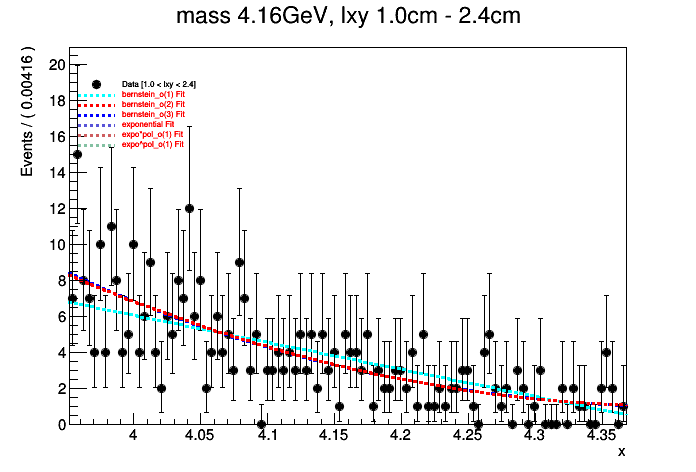 mass 4.16GeV, lxy 1.0cm - 2.4cm
Events / ( 0.00416 )
20
18
16
14
12
10
8
6
4
2
0
Data [1.0 < lxy < 2.4]
bernstein_o(1) Fit
bernstein_o(2) Fit
bernstein_o(3) Fit
exponential Fit
expo*pol_o(1) Fit
expo^pol_o(1) Fit
4 4.05 4.1 4.15 4.2 4.25 4.3 4.35
x